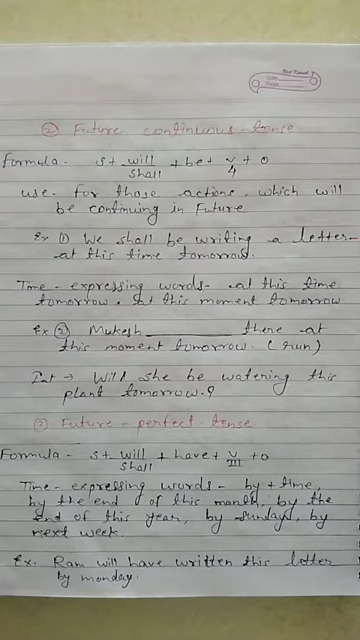 ② Future continuous tense
Formula - S + will/shall + be + V/4 + O
use - for those actions, which will
be continuing in Future
Ex ① We shall be writing a letter
at this time tomorrow.
Time - expressing words - at this time
tomorrow, at this moment tomorrow
Ex ② Mukesh __________ there at
this moment tomorrow. (run)
Int → Will she be watering this
plant tomorrow. ?
③ Future - perfect tense
Formula - S + will/shall + have + V/III + O
Time - expressing words - by + time,
by the end of this month, by the
end of this year, by sunday, by
next week.
Ex. Ram will have written this letter
by monday.